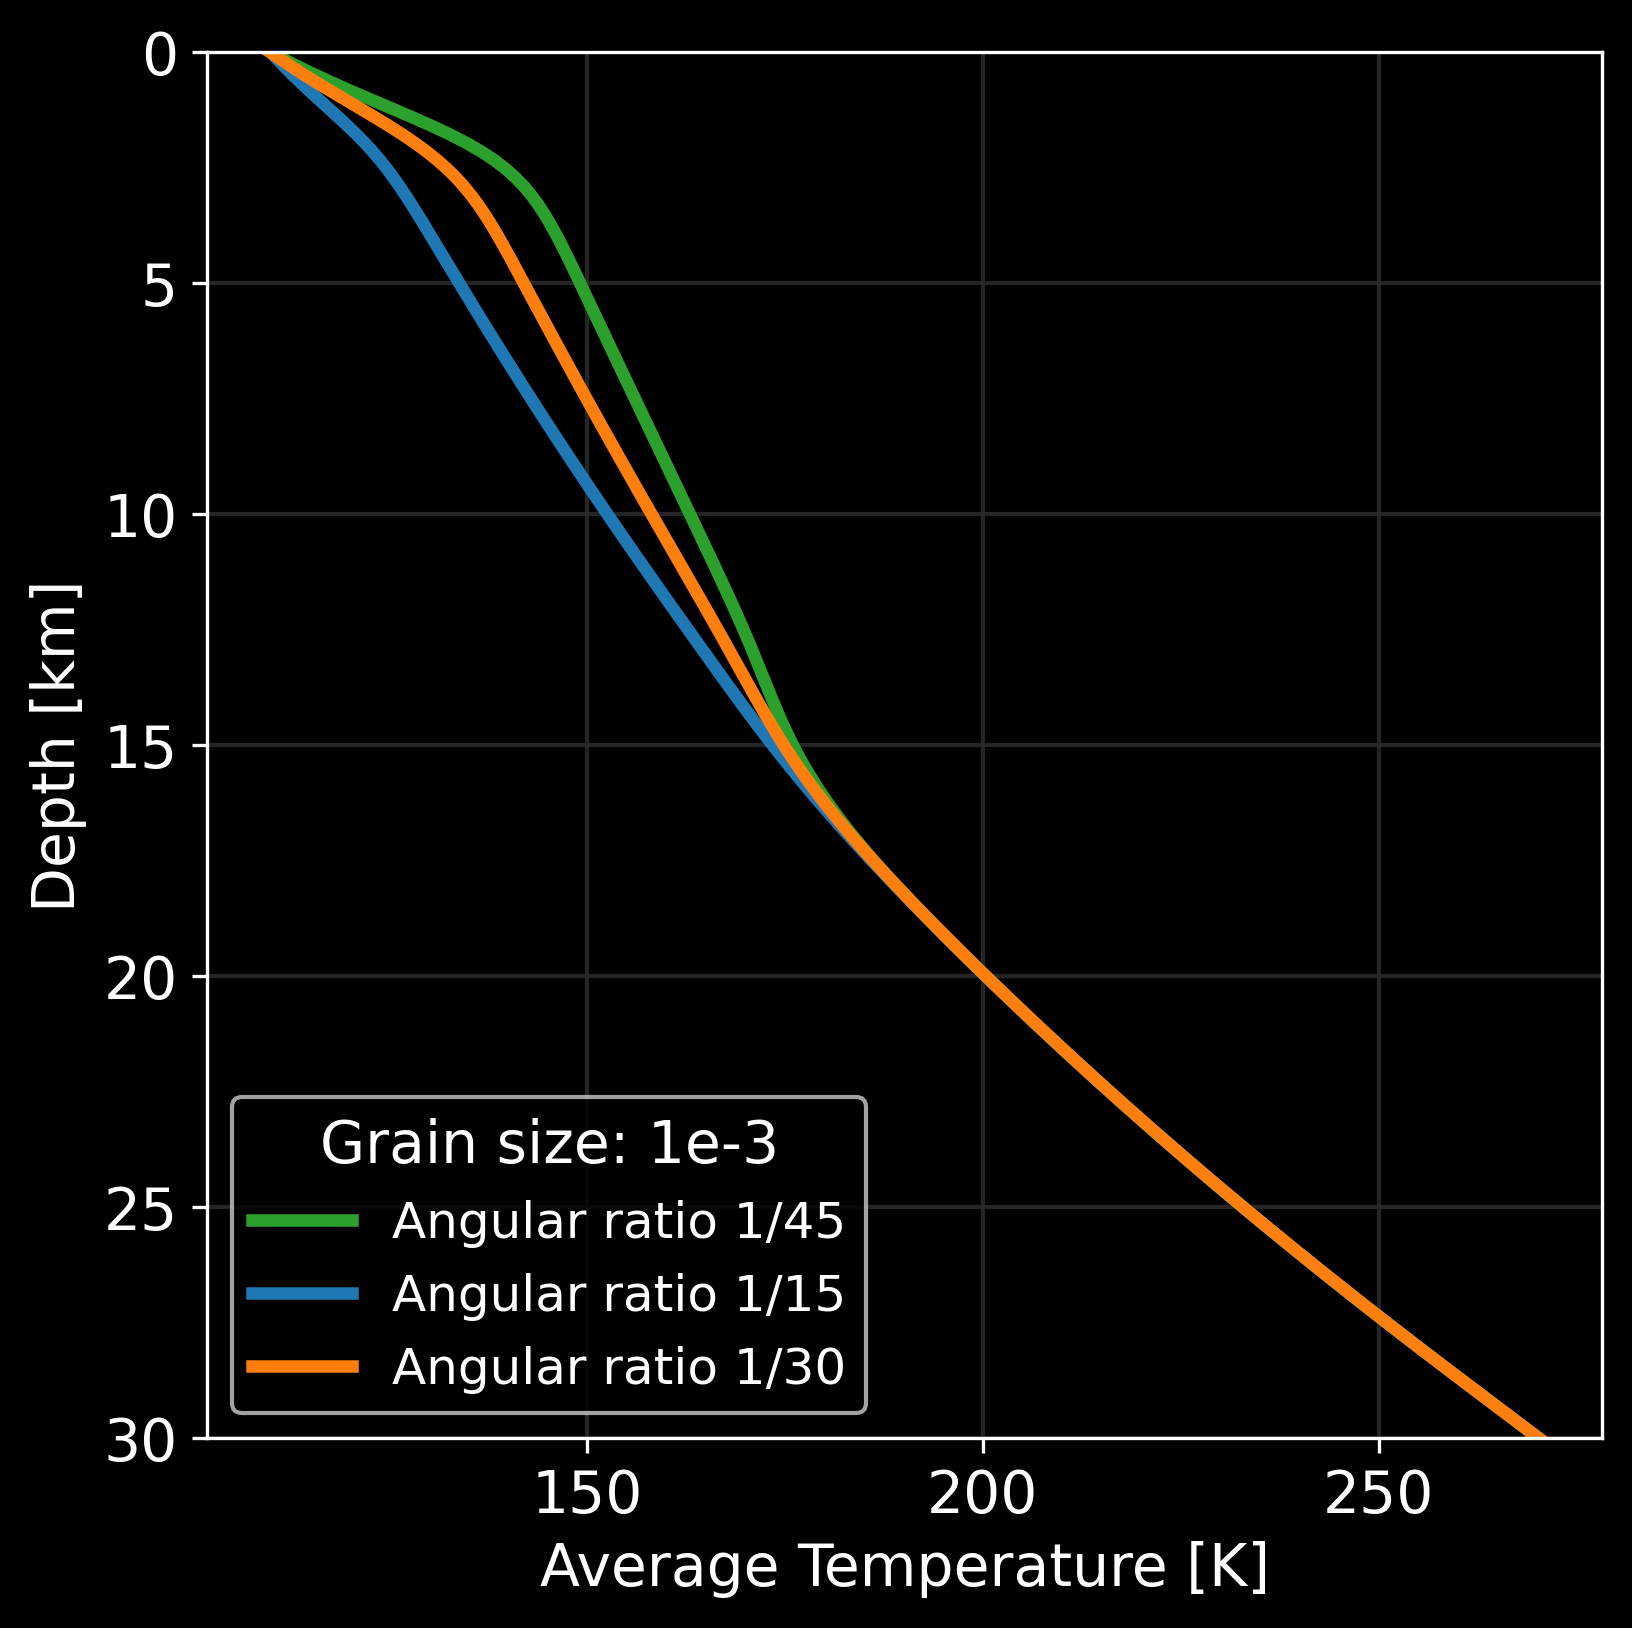 0
5
10
15
20
25
30
Depth [km]
Grain size: 1e-3
Angular ratio 1/45
Angular ratio 1/15
Angular ratio 1/30
150
200
250
Average Temperature [K]